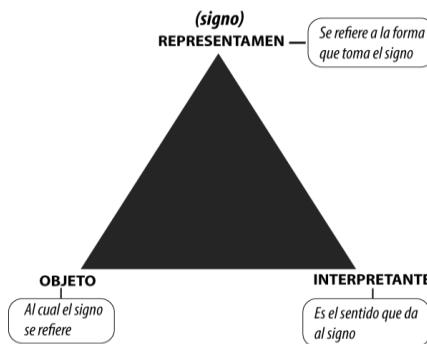 (signo)
REPRESENTAMEN
Se refiere a la forma
que toma el signo
OBJETO
Al cual el signo
se refiere
INTERPRETANTE
Es el sentido que da
al signo